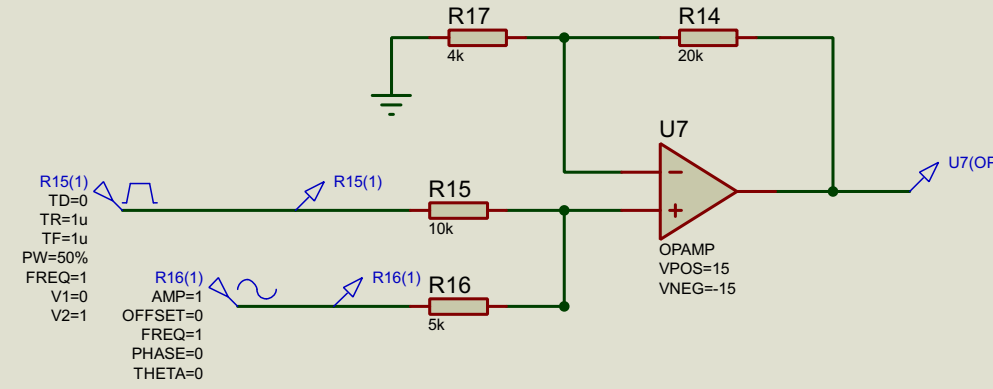 R17
4k
R14
20k
U7
OPAMP
VPOS=15
VNEG=-15
U7(OP
R15(1)
TD=0
TR=1u
TF=1u
PW=50%
FREQ=1
V1=0
V2=1
R15(1)
R15
10k
R16(1)
AMP=1
OFFSET=0
FREQ=1
PHASE=0
THETA=0
R16(1)
R16
5k